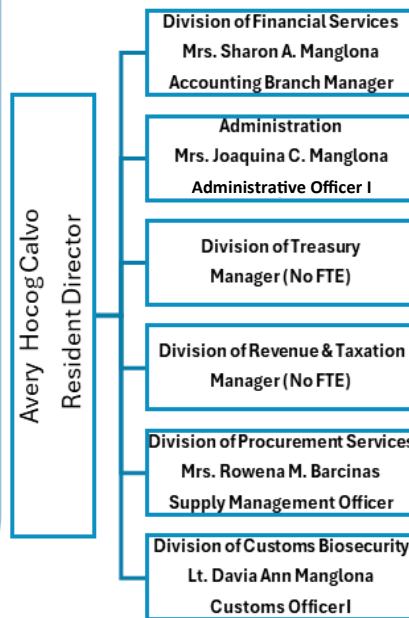 Avery Hocog Calvo
Resident Director
Division of Financial Services
Mrs. Sharon A. Manglona
Accounting Branch Manager
Administration
Mrs. Joaquina C. Manglona
Administrative Officer I
Division of Treasury
Manager (No FTE)
Division of Revenue & Taxation
Manager (No FTE)
Division of Procurement Services
Mrs. Rowena M. Barcinas
Supply Management Officer
Division of Customs Biosecurity
Lt. Davia Ann Manglona
Customs Officer I